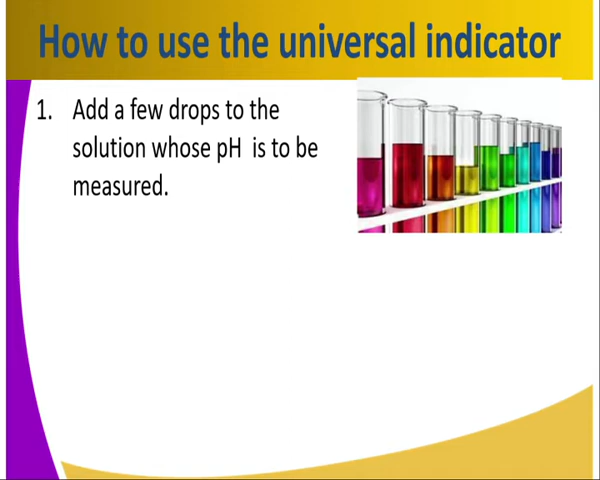 How to use the universal indicator
1. Add a few drops to the
solution whose pH is to be
measured.